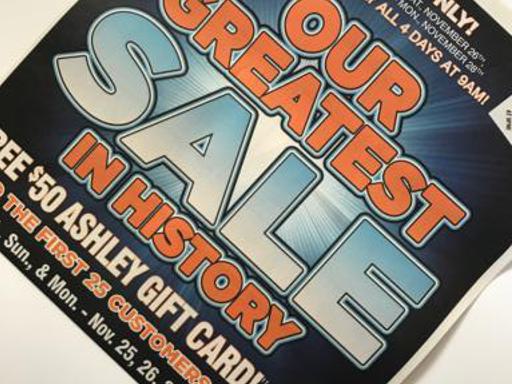 NLY!
AT. NOVEMBER 26TH,
MON. NOVEMBER 28TH
ALL 4 DAYS AT 9AM!
OUR
GREATEST
SALE
IN HISTORY
REE $50 ASHLEY GIFT CARD!
THE FIRST 25 CUSTOMERS
Sun., & Mon. - Nov. 25, 26,